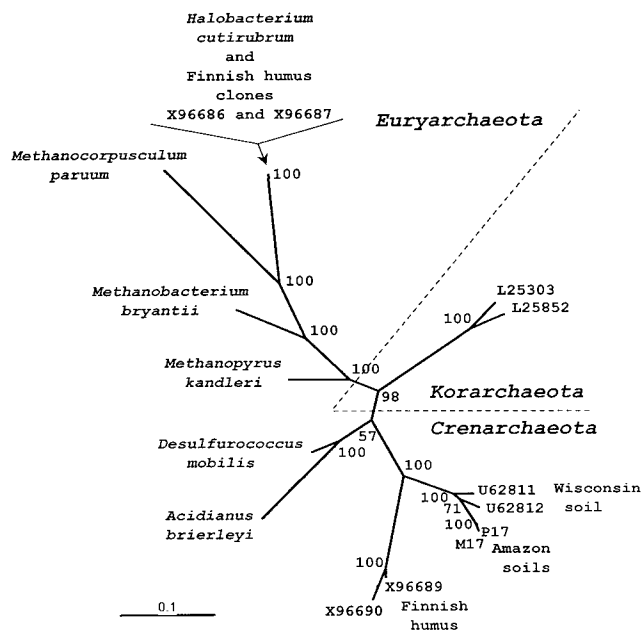 Halobacterium
cutirubrum
and
Finnish humus
clones
X96686 and X96687
Euryarchaeota
Methanocorpusculum
paruum
100
100
Methanobacterium
bryantii
100
L25303
L25852
100
Methanopyrus
kandleri
100
98
Korarchaeota
Crenarchaeota
57
Desulfurococcus
mobilis
100
100
U62811
Wisconsin
soil
100
U62812
71
100
P17
M17
Amazon
soils
Acidianus
brierleyi
100
X96689
X96690
Finnish
humus
0.1